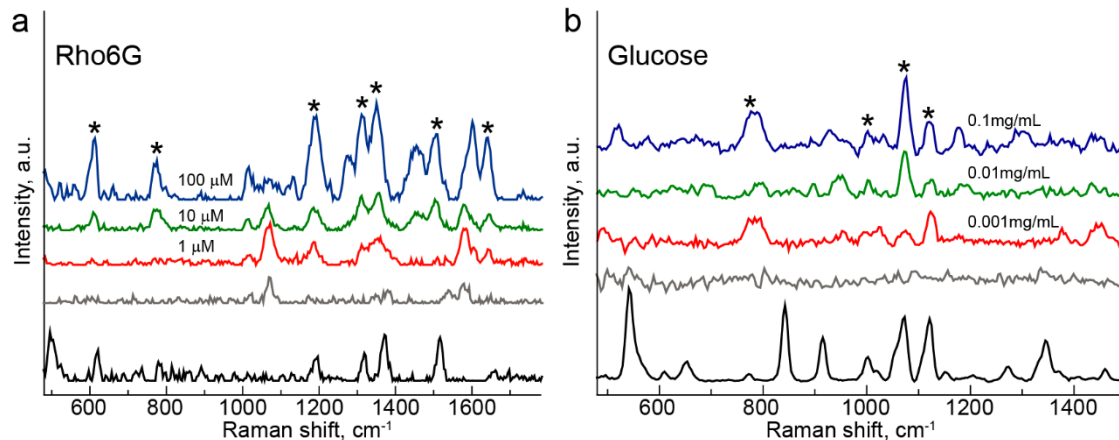 a
Rho6G
Intensity, a.u.
*
*
*
*
*
*
*
100 μM
10 μM
1 μM
600
800
1000
1200
1400
1600
Raman shift, cm⁻¹
b
Glucose
Intensity, a.u.
*
*
*
*
0.1mg/mL
0.01mg/mL
0.001mg/mL
600
800
1000
1200
1400
Raman shift, cm⁻¹